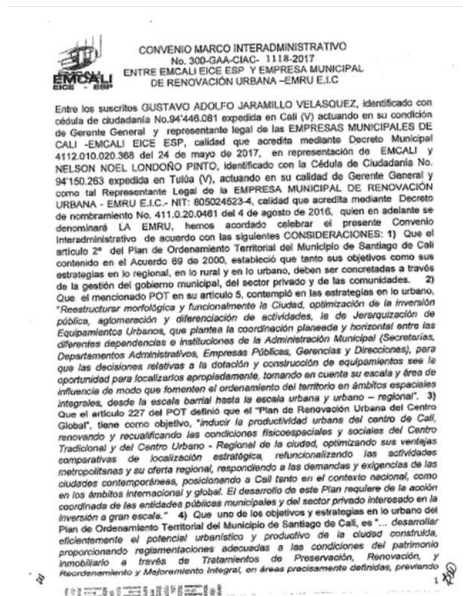 CONVENIO MARCO INTERADMINISTRATIVO
No. 300-GAA-CIAC- 1118-2017
ENTRE EMCALI EICE ESP Y EMPRESA MUNICIPAL
DE RENOVACIÓN URBANA –EMRU E.I.C
EMCALI
EICE - ESP
Entre los suscritos GUSTAVO ADOLFO JARAMILLO VELASQUEZ, identificado con
cédula de ciudadanía No.94'446.081 expedida en Cali (V) actuando en su condición
de Gerente General y representante legal de las EMPRESAS MUNICIPALES DE
CALI -EMCALI EICE ESP, calidad que acredita mediante Decreto Municipal
4112.010.020.368 del 24 de mayo de 2017, en representación de EMCALI y
NELSON NOEL LONDOÑO PINTO, identificado con la Cédula de Ciudadanía No.
94'150.263 expedida en Tulúa (V), actuando en su calidad de Gerente General y
como tal Representante Legal de la EMPRESA MUNICIPAL DE RENOVACIÓN
URBANA - EMRU E.I.C.- NIT: 805024523-4, calidad que acredita mediante Decreto
de nombramiento No. 411.0.20.0461 del 4 de agosto de 2016, quien en adelante se
denominará LA EMRU, hemos acordado celebrar el presente Convenio
Interadministrativo de acuerdo con las siguientes CONSIDERACIONES: 1) Que el
artículo 2º del Plan de Ordenamiento Territorial del Municipio de Santiago de Cali
contenido en el Acuerdo 69 de 2000, estableció que tanto sus objetivos como sus
estrategias en lo regional, en lo rural y en lo urbano, deben ser concretadas a través
de la gestión del gobierno municipal, del sector privado y de las comunidades. 2)
Que el mencionado POT en su artículo 5, contempló en las estrategias en lo urbano,
"Reestructurar morfológica y funcionalmente la Ciudad, optimización de la inversión
pública, aglomeración y diferenciación de actividades, la de Jerarquización de
Equipamientos Urbanos, que plantea la coordinación planeada y horizontal entre las
diferentes dependencias e instituciones de la Administración Municipal (Secretarías,
Departamentos Administrativos, Empresas Públicas, Gerencias y Direcciones), para
que las decisiones relativas a la dotación y construcción de equipamientos sea la
oportunidad para localizarlos apropiadamente, tomando en cuenta su escala y área de
influencia de modo que fomenten el ordenamiento del territorio en ámbitos espaciales
integrales, desde la escala barrial hasta la escala urbana y urbano – regional". 3)
Que el artículo 227 del POT definió que el "Plan de Renovación Urbana del Centro
Global", tiene como objetivo, "inducir la productividad urbana del centro de Cali,
renovando y recualificando las condiciones físicoespaciales y sociales del Centro
Tradicional y del Centro Urbano - Regional de la ciudad, optimizando sus ventajas
comparativas de localización estratégica, refuncionalizando las actividades
metropolitanas y su oferta regional, respondiendo a las demandas y exigencias de las
ciudades contemporáneas, posicionando a Cali tanto en el contexto nacional, como
en los ámbitos internacional y global. El desarrollo de este Plan requiere de la acción
coordinada de las entidades públicas municipales y del sector privado interesado en la
inversión a gran escala." 4) Que uno de los objetivos y estrategias en lo urbano del
Plan de Ordenamiento Territorial del Municipio de Santiago de Cali, es "... desarrollar
eficientemente el potencial urbanístico y productivo de la ciudad construida,
proporcionando reglamentaciones adecuadas a las condiciones del patrimonio
inmobiliario a través de Tratamientos de Preservación, Renovación, y
Reordenamiento y Mejoramiento Integral, en áreas precisamente definidas, previendo
1